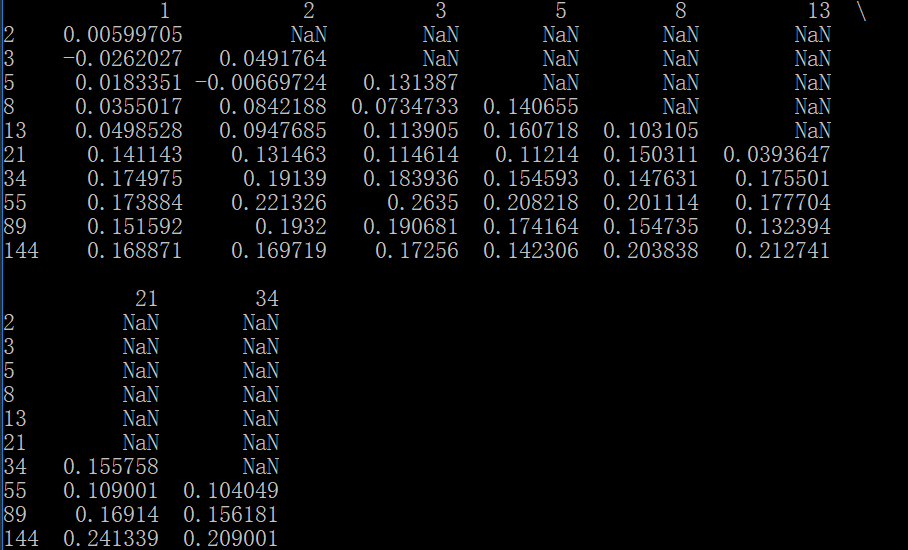 1 2 3 5 8 13 \
2 0.00599705 NaN NaN NaN NaN NaN
3 -0.0262027 0.0491764 NaN NaN NaN NaN
5 0.0183351 -0.00669724 0.131387 NaN NaN NaN
8 0.0355017 0.0842188 0.0734733 0.140655 NaN NaN
13 0.0498528 0.0947685 0.113905 0.160718 0.103105 NaN
21 0.141143 0.131463 0.114614 0.11214 0.150311 0.0393647
34 0.174975 0.19139 0.183936 0.154593 0.147631 0.175501
55 0.173884 0.221326 0.2635 0.208218 0.201114 0.177704
89 0.151592 0.1932 0.190681 0.174164 0.154735 0.132394
144 0.168871 0.169719 0.17256 0.142306 0.203838 0.212741
21 34
2 NaN NaN
3 NaN NaN
5 NaN NaN
8 NaN NaN
13 NaN NaN
21 NaN NaN
34 0.155758 NaN
55 0.109001 0.104049
89 0.16914 0.156181
144 0.241339 0.209001